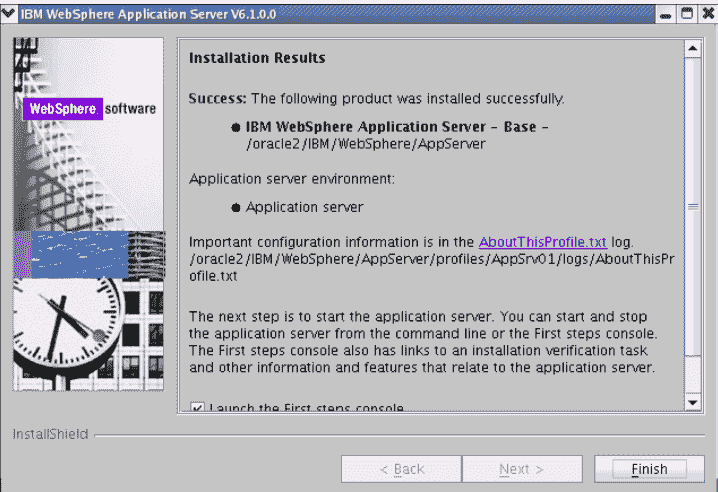 IBM WebSphere Application Server V6.1.0.0
WebSphere. software
Installation Results
Success: The following product was installed successfully.
IBM WebSphere Application Server – Base –
/oracle2/IBM/WebSphere/AppServer
Application server environment:
Application server
Important configuration information is in the AboutThisProfile.txt log.
/oracle2/IBM/WebSphere/AppServer/profiles/AppSrv01/logs/AboutThisPr
ofile.txt
The next step is to start the application server. You can start and stop
the application server from the command line or the First steps console.
The First steps console also has links to an installation verification task
and other information and features that relate to the application server.
Launch the First steps console
InstallShield
< Back
Next >
Finish